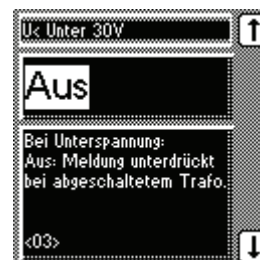 U< Unter 30V
Aus
Bei Unterspannung:
Aus: Meldung unterdrückt
bei abgeschaltetem Trafo.
<03>